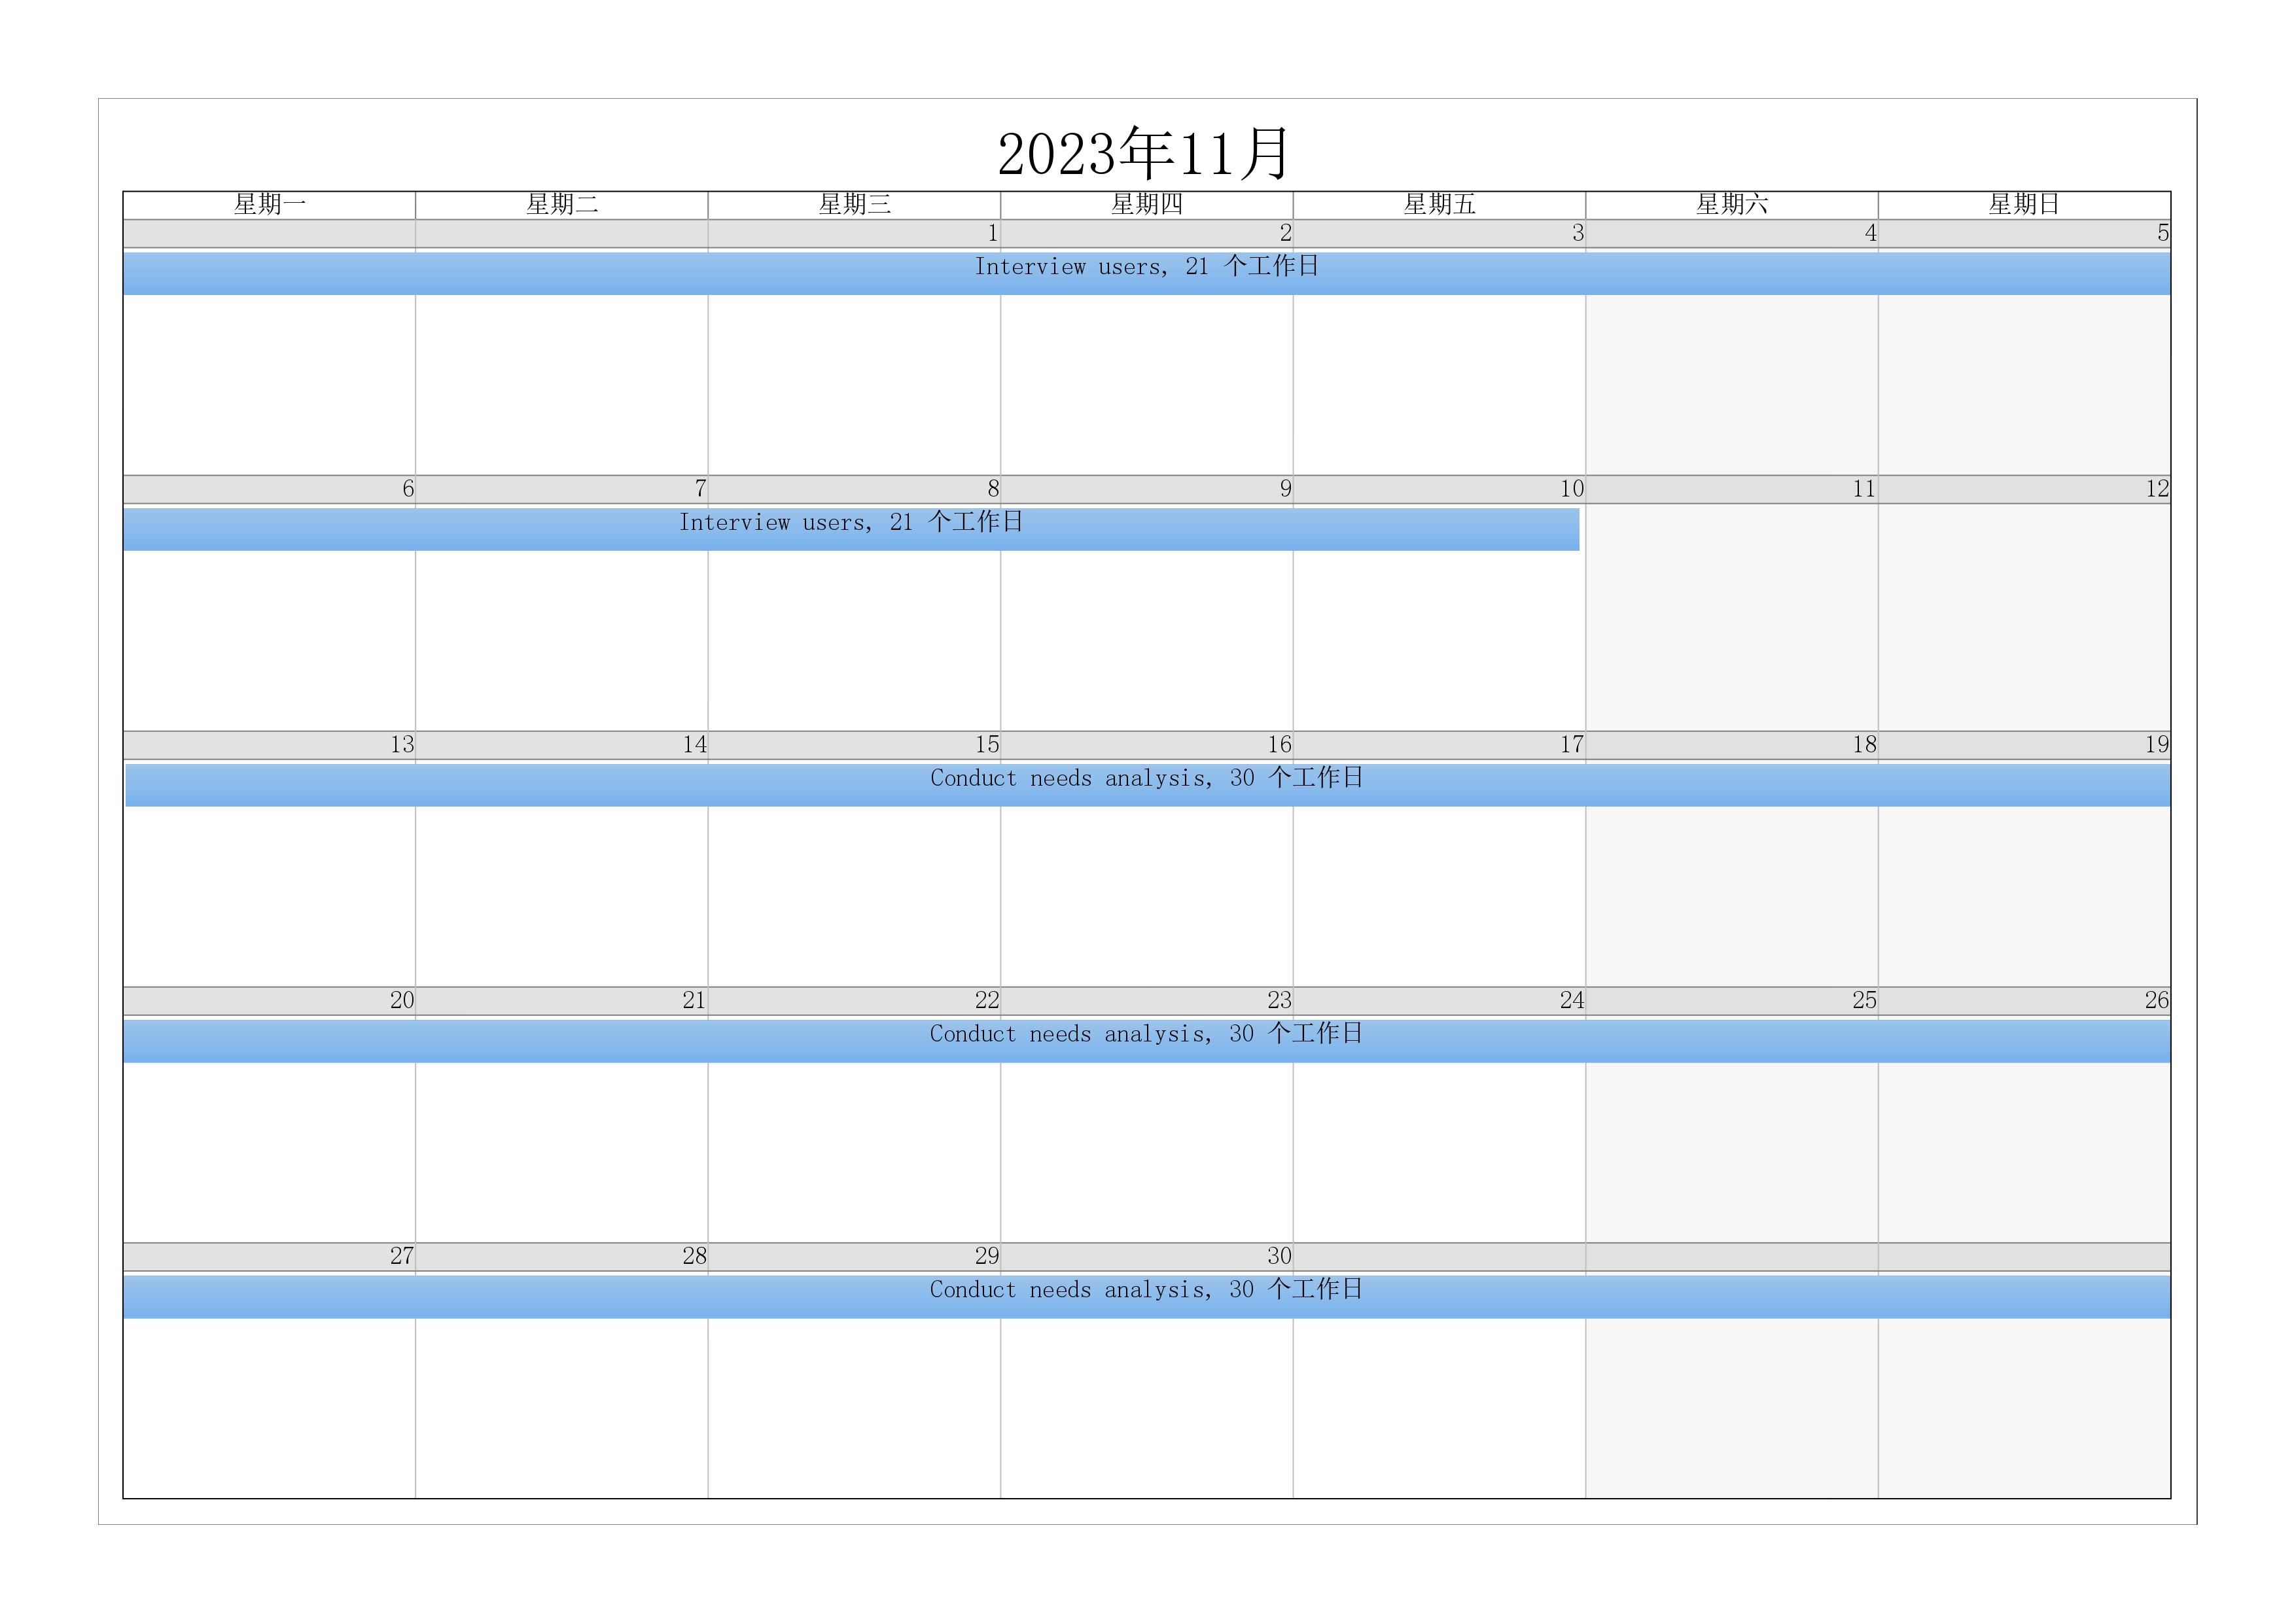 2023年11月
星期一 星期二 星期三 星期四 星期五 星期六 星期日
1 2 3 4 5
Interview users, 21 个工作日
6 7 8 9 10 11 12
Interview users, 21 个工作日
13 14 15 16 17 18 19
Conduct needs analysis, 30 个工作日
20 21 22 23 24 25 26
Conduct needs analysis, 30 个工作日
27 28 29 30
Conduct needs analysis, 30 个工作日